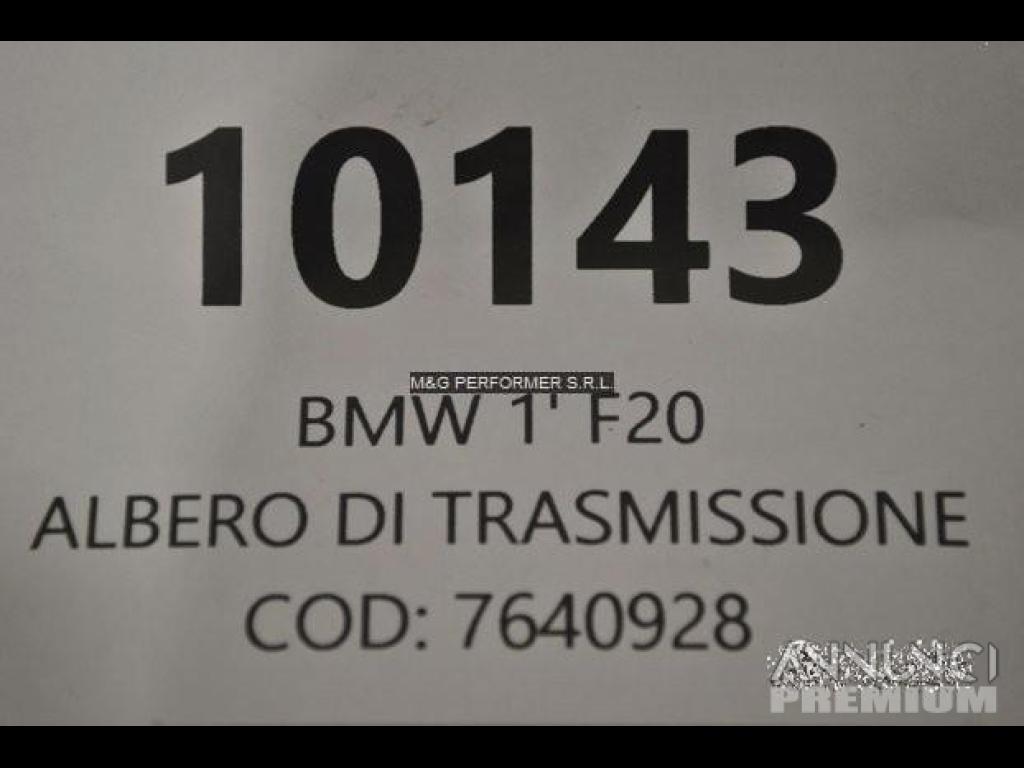 10143
M&G PERFORMER S.R.L.
BMW 1' F20
ALBERO DI TRASMISSIONE
COD: 7640928
ANNUNCI
PREMIUM